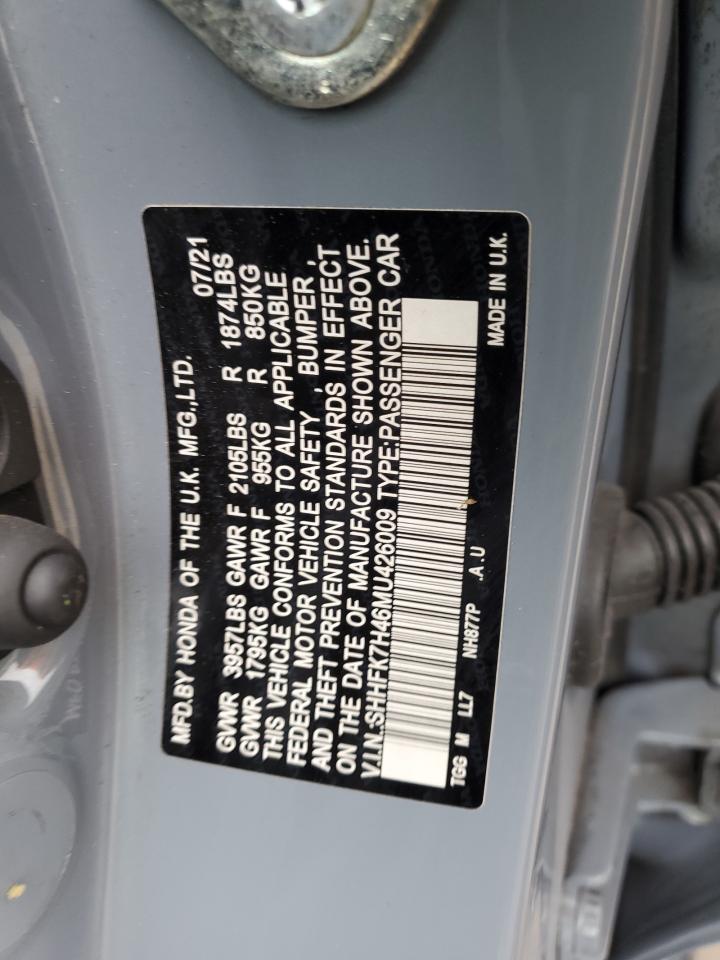 MFD.BY HONDA OF THE U.K. MFG.,LTD. 07/21
GVWR 3957LBS GAWR F 2105LBS R 1874LBS
GVWR 1795KG GAWR F 955KG R 850KG
THIS VEHICLE CONFORMS TO ALL APPLICABLE
FEDERAL MOTOR VEHICLE SAFETY , BUMPER ,
AND THEFT PREVENTION STANDARDS IN EFFECT
ON THE DATE OF MANUFACTURE SHOWN ABOVE.
V.I.N.:SHHFK7H46MU426009 TYPE:PASSENGER CAR
TGG M LL7 NH877P .A.U MADE IN U.K.